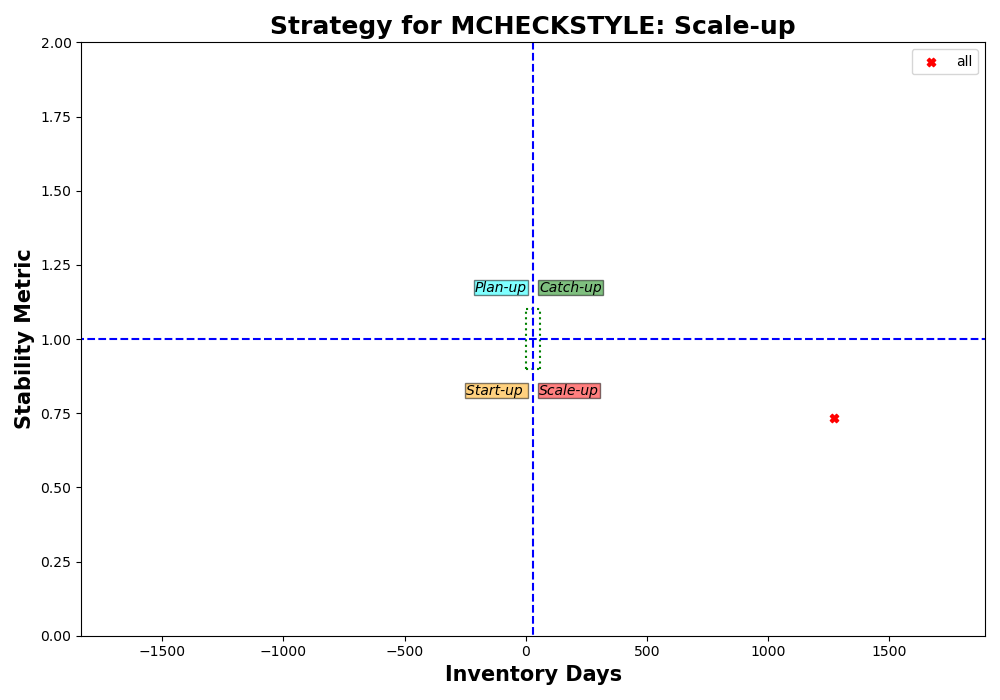 Strategy for MCHECKSTYLE: Scale-up
all
2.00
1.75
1.50
1.25
1.00
0.75
0.50
0.25
0.00
Stability Metric
Plan-up
Catch-up
Start-up
Scale-up
−1500
−1000
−500
0
500
1000
1500
Inventory Days